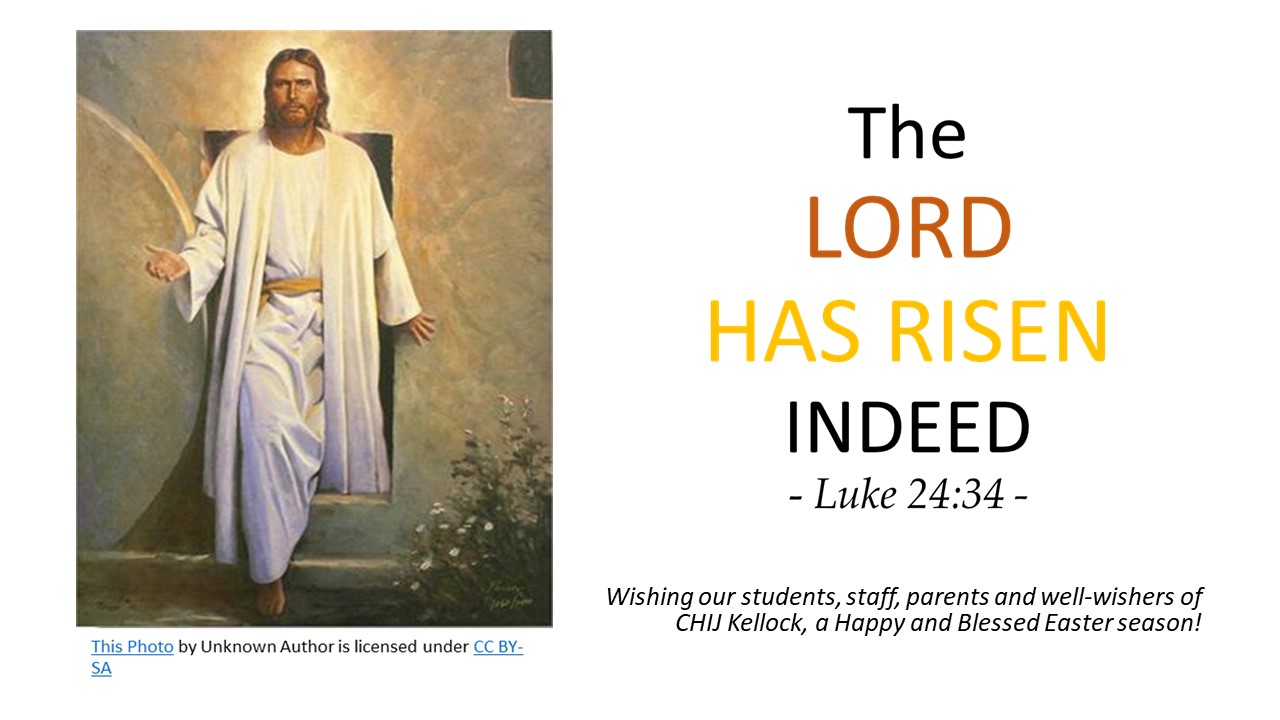 The
LORD
HAS RISEN
INDEED
- Luke 24:34 -
Wishing our students, staff, parents and well-wishers of
CHIJ Kellock, a Happy and Blessed Easter season!
This Photo by Unknown Author is licensed under CC BY-
SA